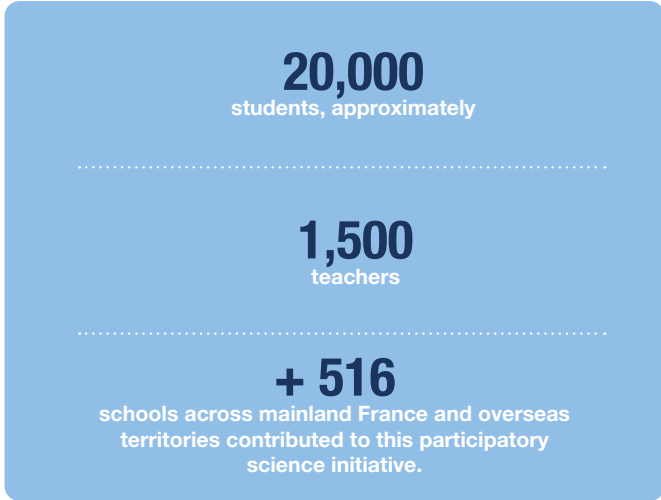 20,000
students, approximately
1,500
teachers
+ 516
schools across mainland France and overseas
territories contributed to this participatory
science initiative.